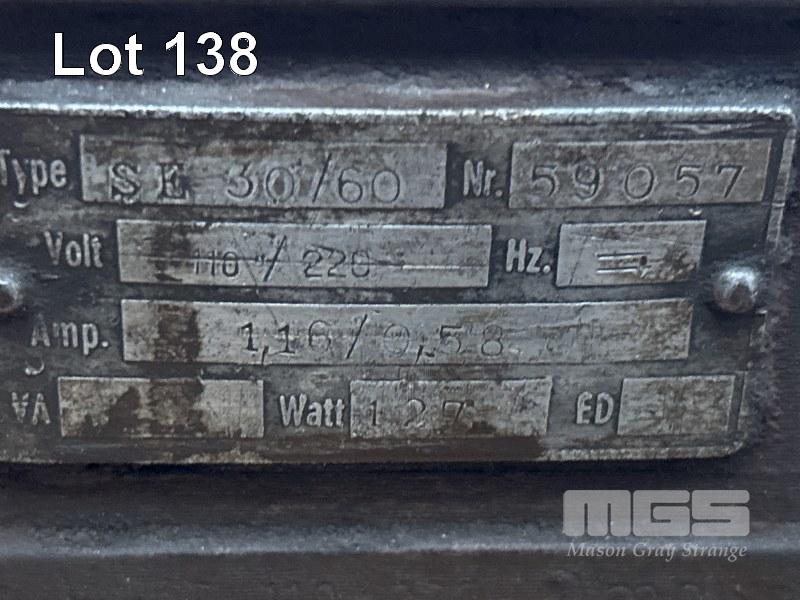 Lot 138
Type SE 30/60 Nr. 59057
Volt 110 / 220 Hz. =
Amp. 1,16/0,58
VA Watt 127 ED
MGS
Mason Gray Strange